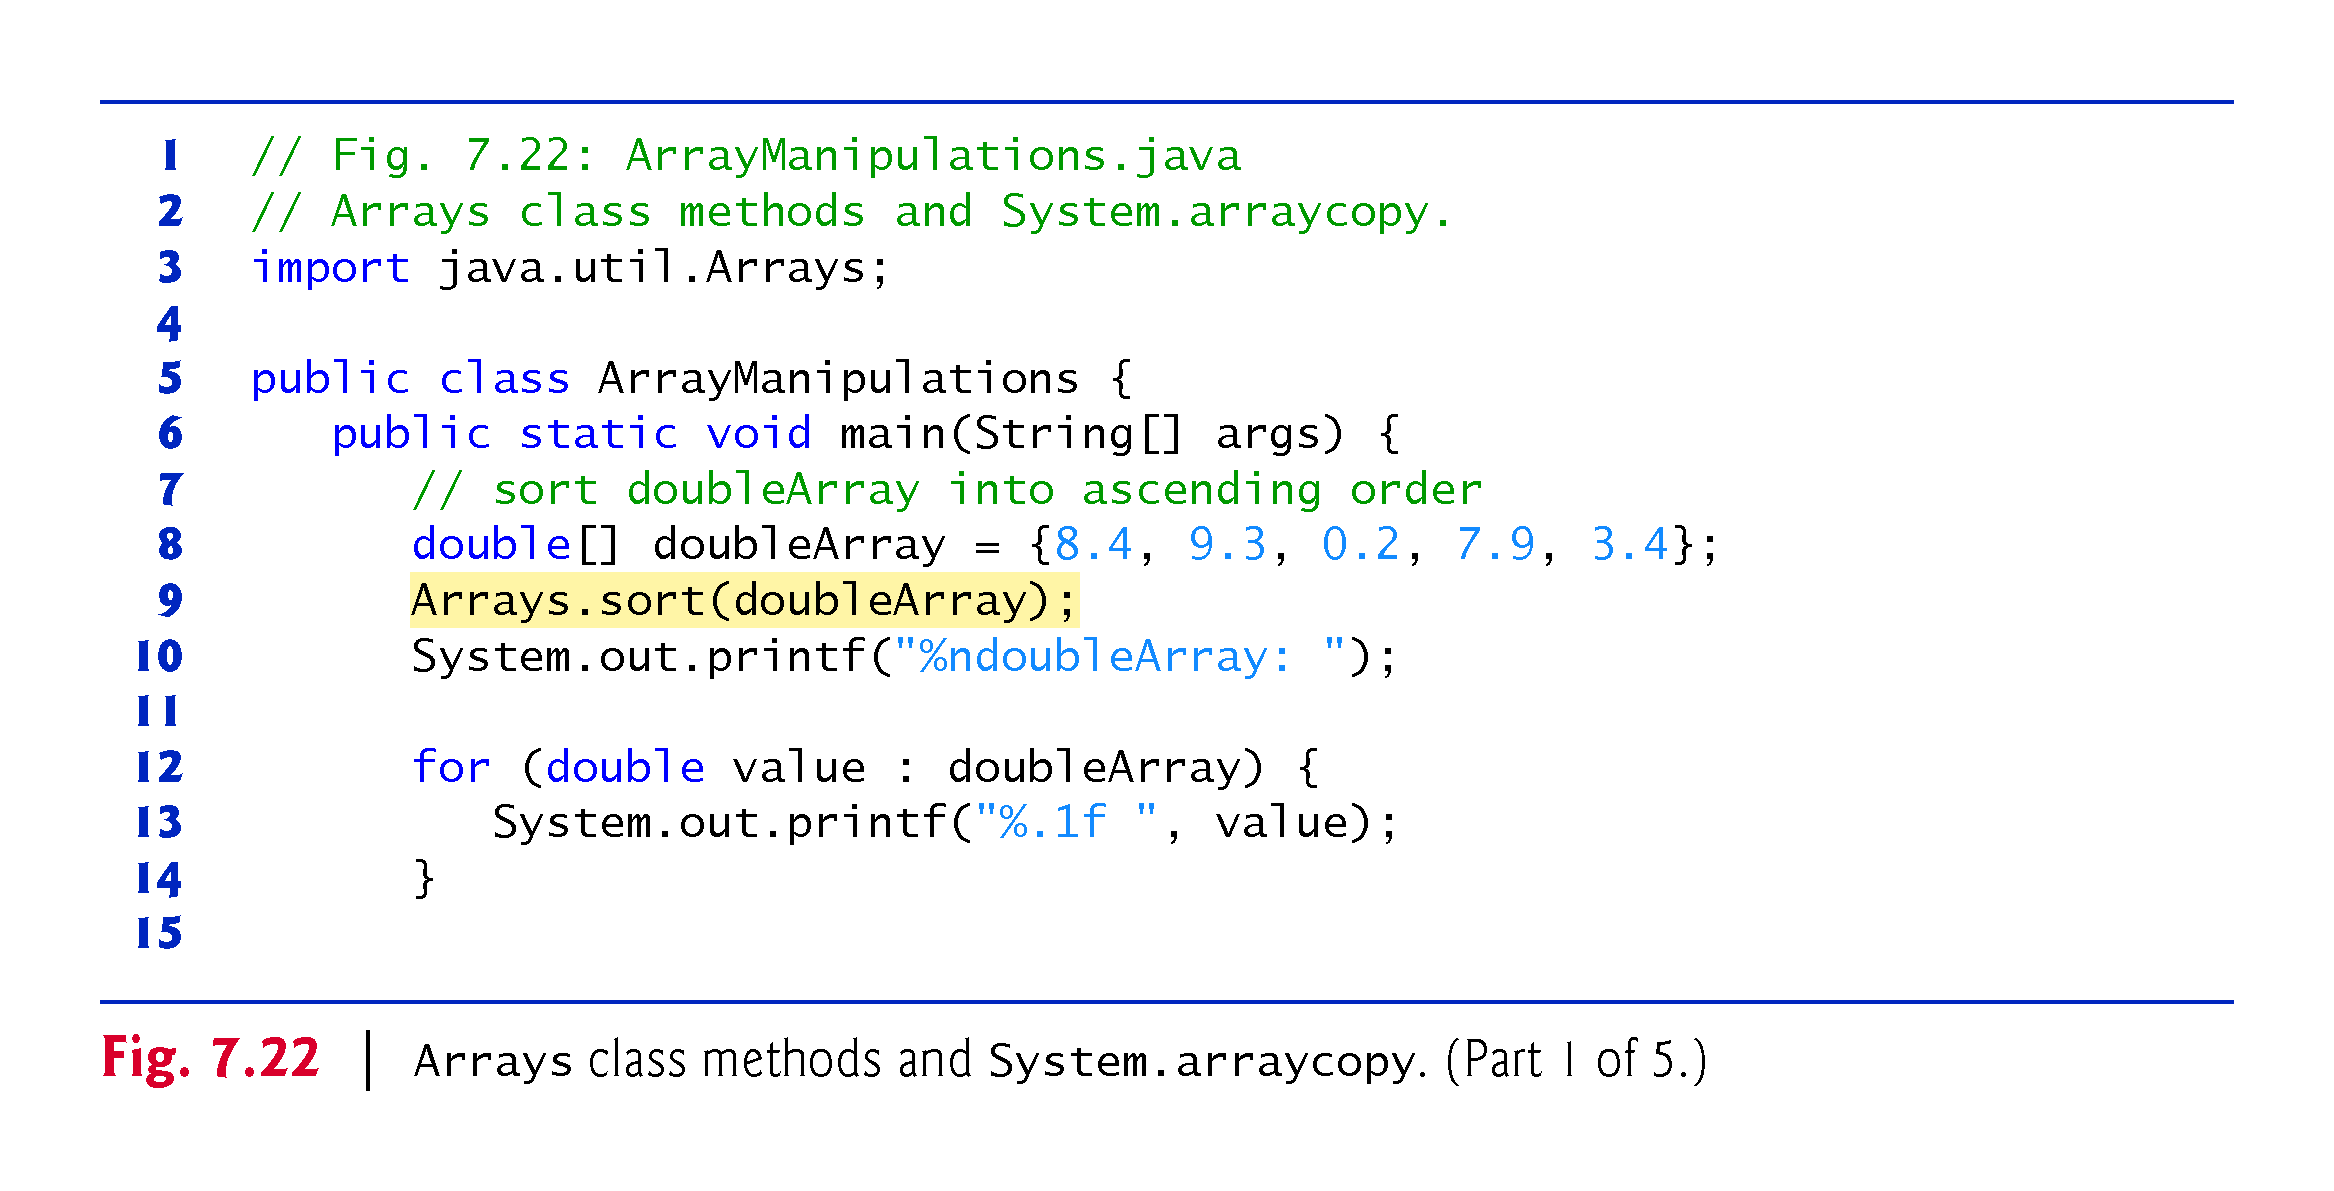 1 // Fig. 7.22: ArrayManipulations.java
2 // Arrays class methods and System.arraycopy.
3 import java.util.Arrays;
4
5 public class ArrayManipulations {
6    public static void main(String[] args) {
7       // sort doubleArray into ascending order
8       double[] doubleArray = {8.4, 9.3, 0.2, 7.9, 3.4};
9       Arrays.sort(doubleArray);
10       System.out.printf("%ndoubleArray: ");
11
12       for (double value : doubleArray) {
13          System.out.printf("%.1f ", value);
14       }
15
Fig. 7.22 | Arrays class methods and System.arraycopy. (Part 1 of 5.)